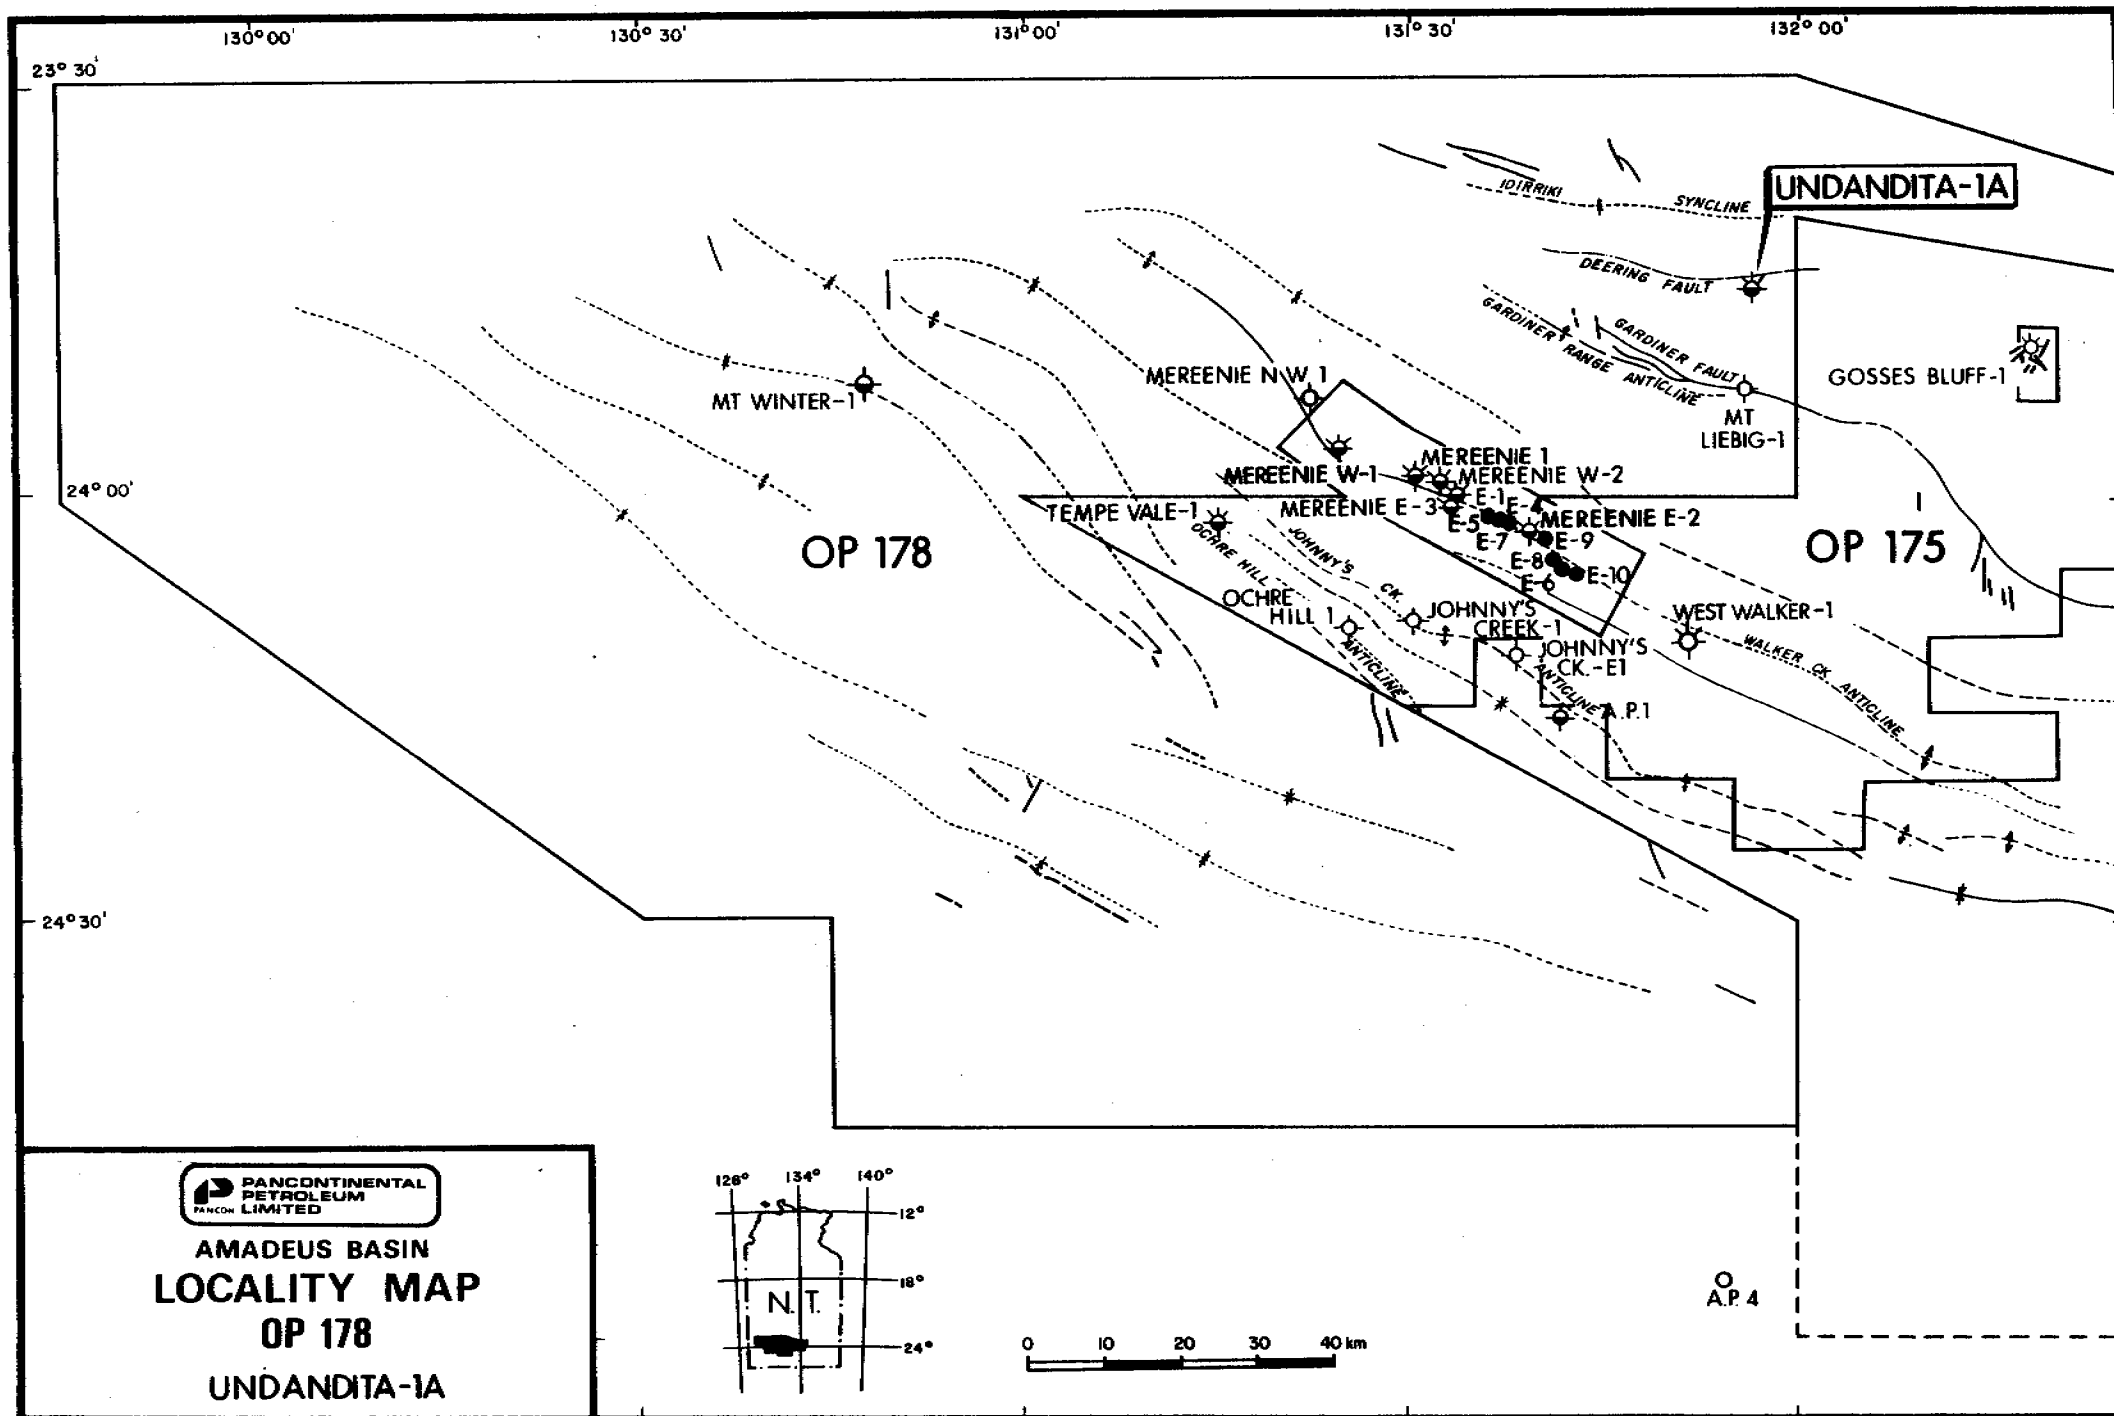 130° 00'
130° 30'
131° 00'
131° 30'
132° 00'
23° 30'
24° 00'
24° 30'
IDIRRIKI SYNCLINE
UNDANDITA-1A
DEERING FAULT
GARDINER FAULT
GARDINER RANGE ANTICLINE
GOSSES BLUFF-1
MT
LIEBIG-1
MEREENIE N W 1
MT WINTER-1
MEREENIE 1
MEREENIE W-1
MEREENIE W-2
E-1
MEREENIE E-3
E-4
E-5
TEMPE VALE-1
MEREENIE E-2
E-7
E-9
E-8
E-10
E-6
OP 178
OP 175
OCHRE HILL ANTICLINE
JOHNNY'S CK. ANTICLINE
OCHRE
HILL 1
JOHNNY'S
CREEK-1
JOHNNY'S
CK.-E1
WEST WALKER-1
WALKER CK ANTICLINE
A.P.1
A.P. 4
PANCONTINENTAL
PETROLEUM
LIMITED
PANCON
AMADEUS BASIN
LOCALITY MAP
OP 178
UNDANDITA-1A
128° 134° 140°
12°
18°
24°
N. T.
0 10 20 30 40 km